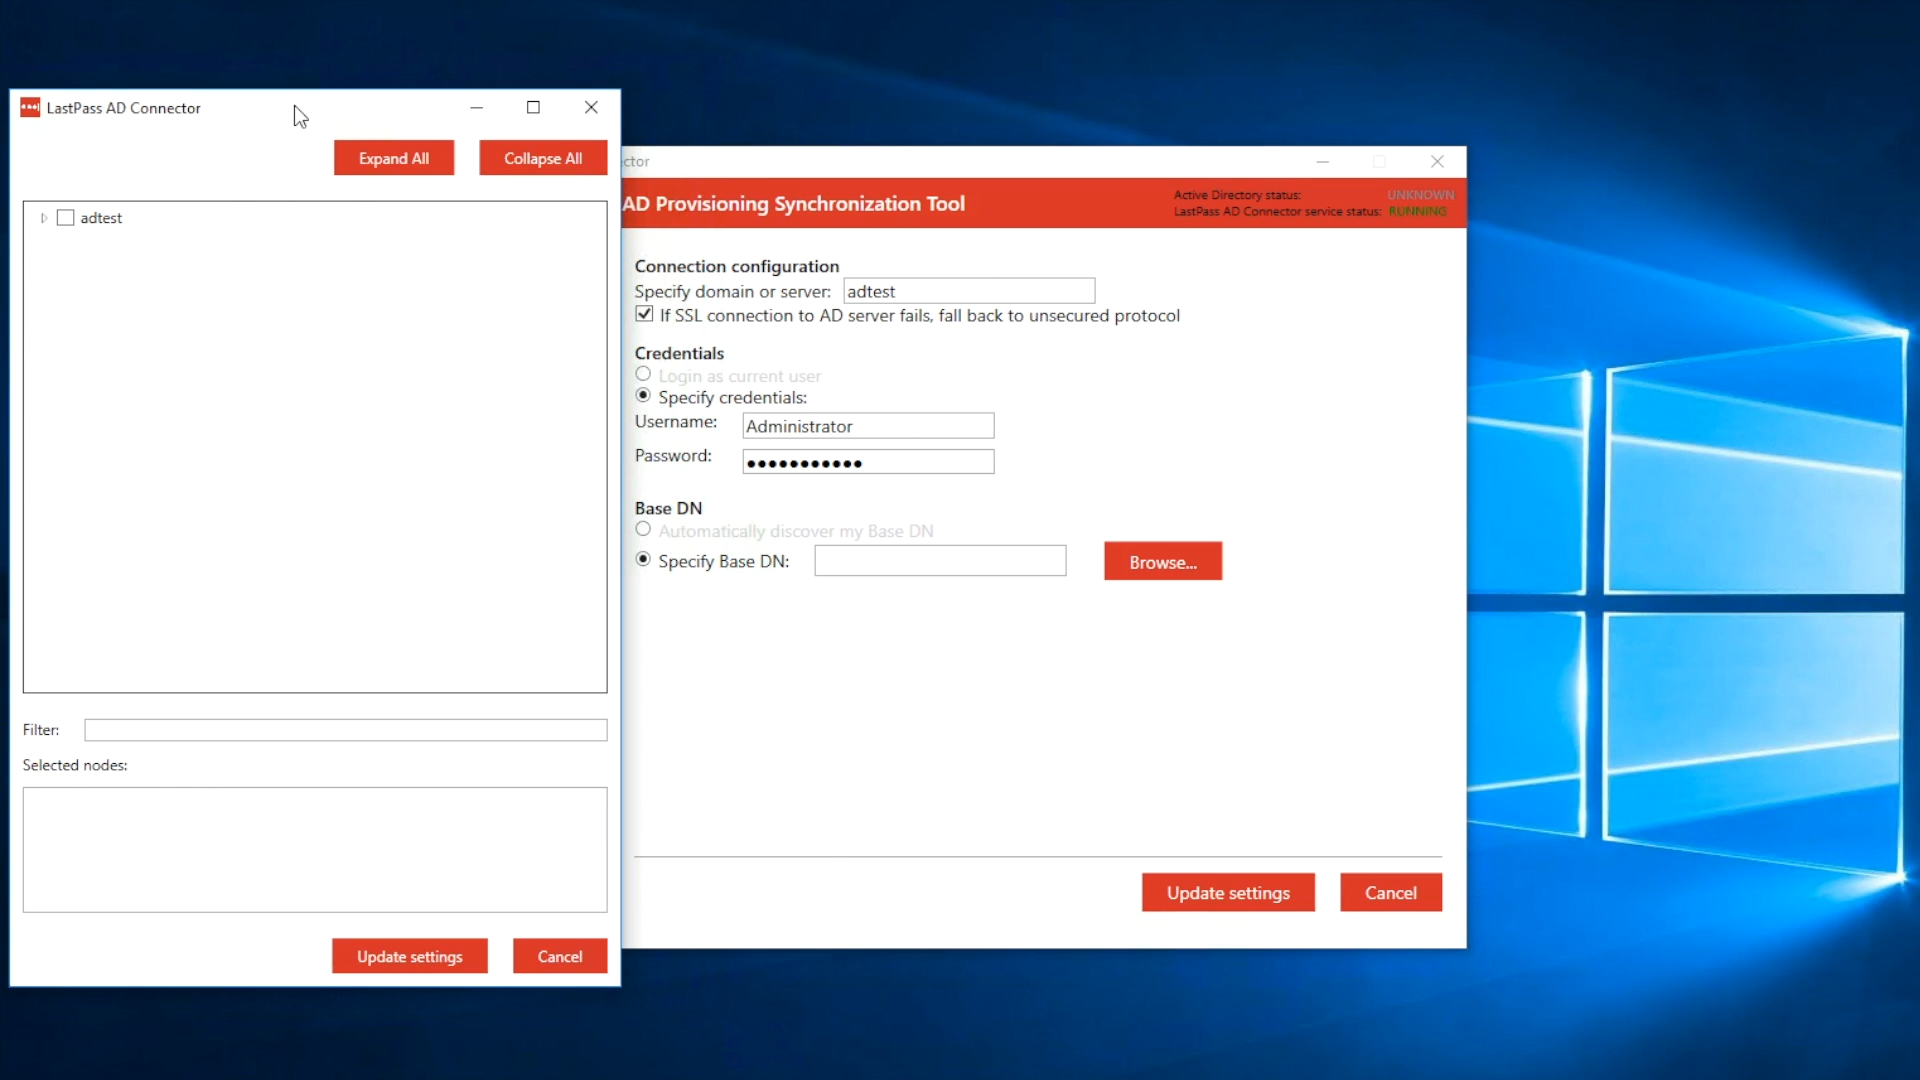 LastPass AD Connector
Expand All
Collapse All
adtest
Filter:
Selected nodes:
Update settings
Cancel
ctor
AD Provisioning Synchronization Tool
Active Directory status: UNKNOWN
LastPass AD Connector service status: RUNNING
Connection configuration
Specify domain or server: adtest
If SSL connection to AD server fails, fall back to unsecured protocol
Credentials
Login as current user
Specify credentials:
Username: Administrator
Password: ●●●●●●●●●●●
Base DN
Automatically discover my Base DN
Specify Base DN:
Browse...
Update settings
Cancel